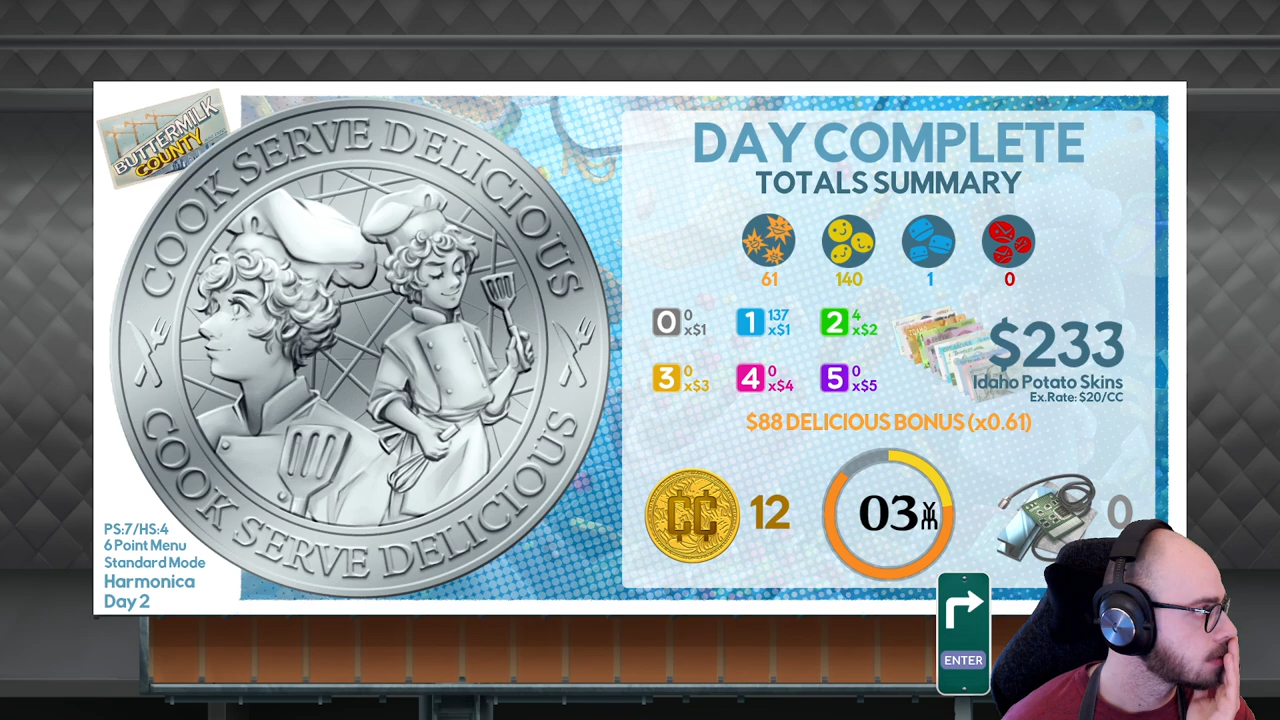 BUTTERMILK
COUNTY
COOK SERVE DELICIOUS
COOK SERVE DELICIOUS
PS:7/HS:4
6 Point Menu
Standard Mode
Harmonica
Day 2
DAY COMPLETE
TOTALS SUMMARY
61 140 1 0
0 0 x$1 1 137 x$1 2 4 x$2
3 0 x$3 4 0 x$4 5 0 x$5
$233
Idaho Potato Skins
Ex.Rate: $20/CC
$88 DELICIOUS BONUS (x0.61)
CC 12 03 0
ENTER